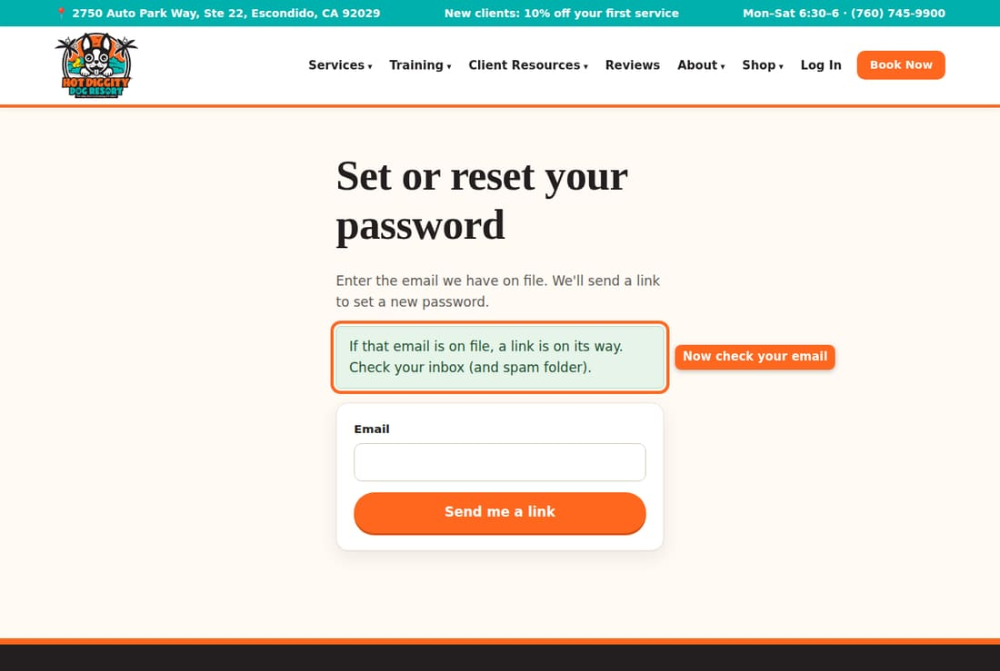 📍 2750 Auto Park Way, Ste 22, Escondido, CA 92029
New clients: 10% off your first service
Mon–Sat 6:30–6 · (760) 745-9900
HOT DIGGITY
DOG RESORT
Services ▾
Training ▾
Client Resources ▾
Reviews
About ▾
Shop ▾
Log In
Book Now
Set or reset your
password
Enter the email we have on file. We'll send a link
to set a new password.
If that email is on file, a link is on its way.
Check your inbox (and spam folder).
Now check your email
Email
Send me a link